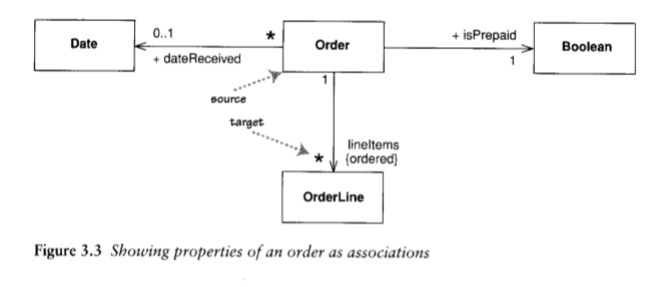 0..1
*
+ isPrepaid
Date
Order
Boolean
+ dateReceived
1
1
source
target
lineItems
*
{ordered}
OrderLine
Figure 3.3 Showing properties of an order as associations